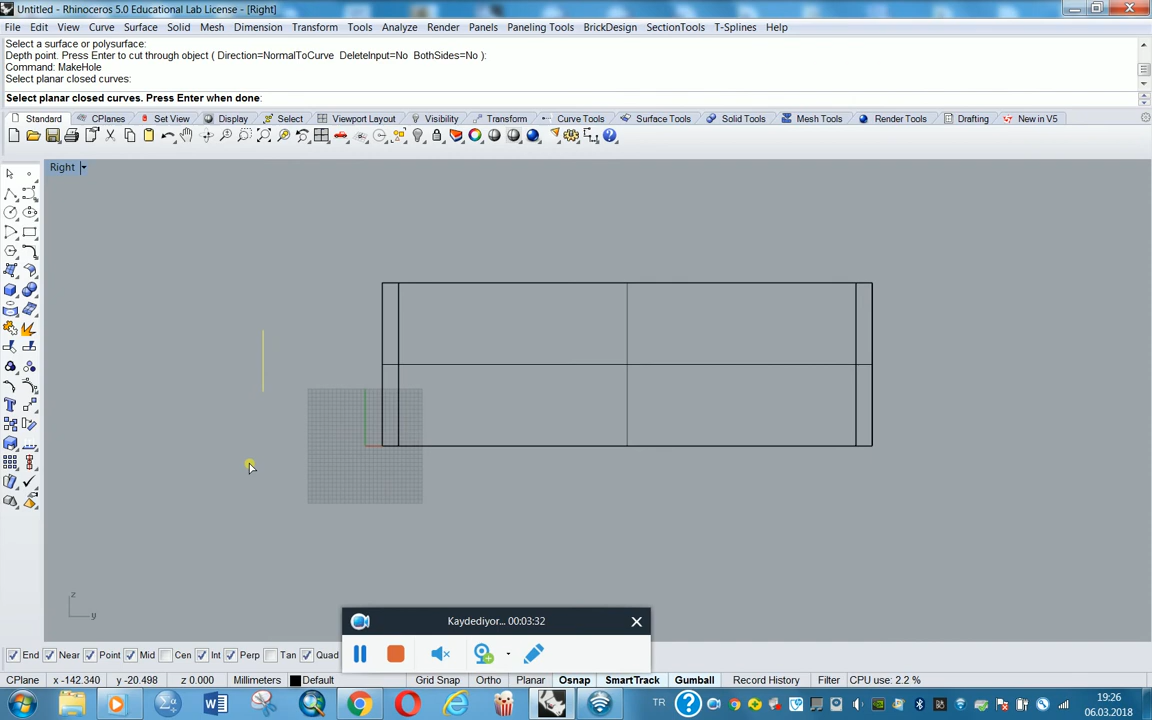 Untitled - Rhinoceros 5.0 Educational Lab License - [Right]
File Edit View Curve Surface Solid Mesh Dimension Transform Tools Analyze Render Panels Paneling Tools BrickDesign SectionTools T-Splines Help
Select a surface or polysurface:
Depth point. Press Enter to cut through object ( Direction=NormalToCurve DeleteInput=No BothSides=No ):
Command: MakeHole
Select planar closed curves:
Select planar closed curves. Press Enter when done:
Standard CPlanes Set View Display Select Viewport Layout Visibility Transform Curve Tools Surface Tools Solid Tools Mesh Tools Render Tools Drafting New in V5
Right
z
y
Kaydediyor... 00:03:32
End Near Point Mid Cen Int Perp Tan Quad
CPlane x -142.340 y -20.498 z 0.000 Millimeters Default Grid Snap Ortho Planar Osnap SmartTrack Gumball Record History Filter CPU use: 2.2 %
TR 19:26
06.03.2018